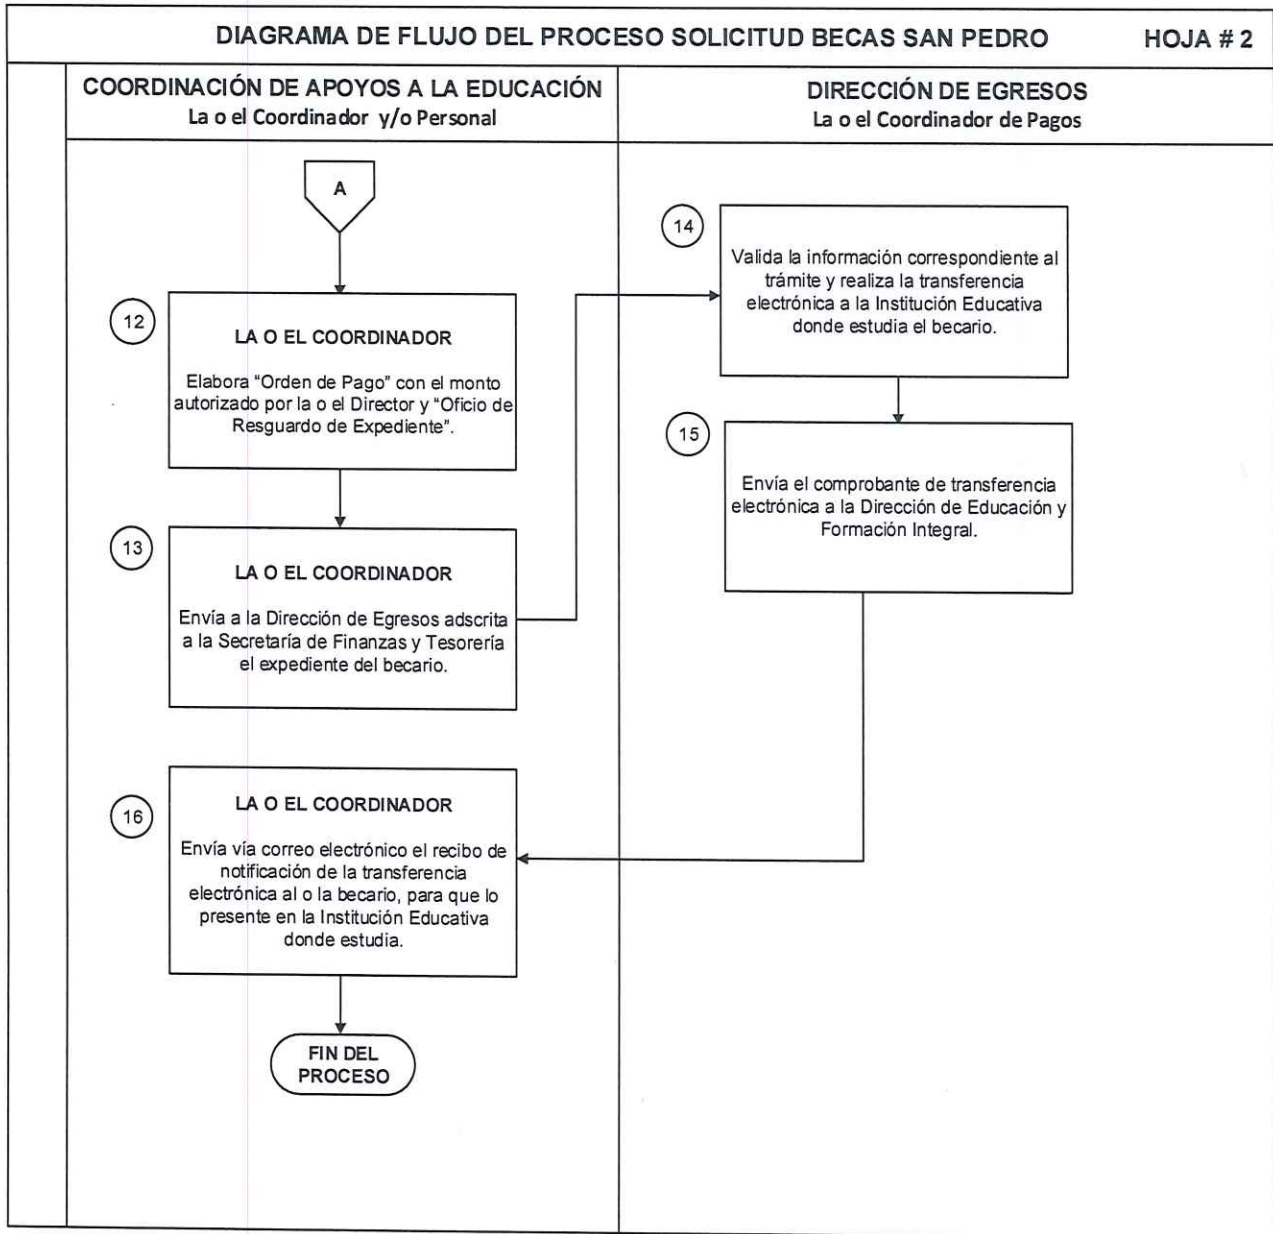 DIAGRAMA DE FLUJO DEL PROCESO SOLICITUD BECAS SAN PEDRO HOJA # 2
COORDINACIÓN DE APOYOS A LA EDUCACIÓN
La o el Coordinador y/o Personal
DIRECCIÓN DE EGRESOS
La o el Coordinador de Pagos
A
12
LA O EL COORDINADOR
Elabora “Orden de Pago” con el monto
autorizado por la o el Director y “Oficio de
Resguardo de Expediente”.
13
LA O EL COORDINADOR
Envía a la Dirección de Egresos adscrita
a la Secretaría de Finanzas y Tesorería
el expediente del becario.
14
Valida la información correspondiente al
trámite y realiza la transferencia
electrónica a la Institución Educativa
donde estudia el becario.
15
Envía el comprobante de transferencia
electrónica a la Dirección de Educación y
Formación Integral.
16
LA O EL COORDINADOR
Envía vía correo electrónico el recibo de
notificación de la transferencia
electrónica al o la becario, para que lo
presente en la Institución Educativa
donde estudia.
FIN DEL
PROCESO